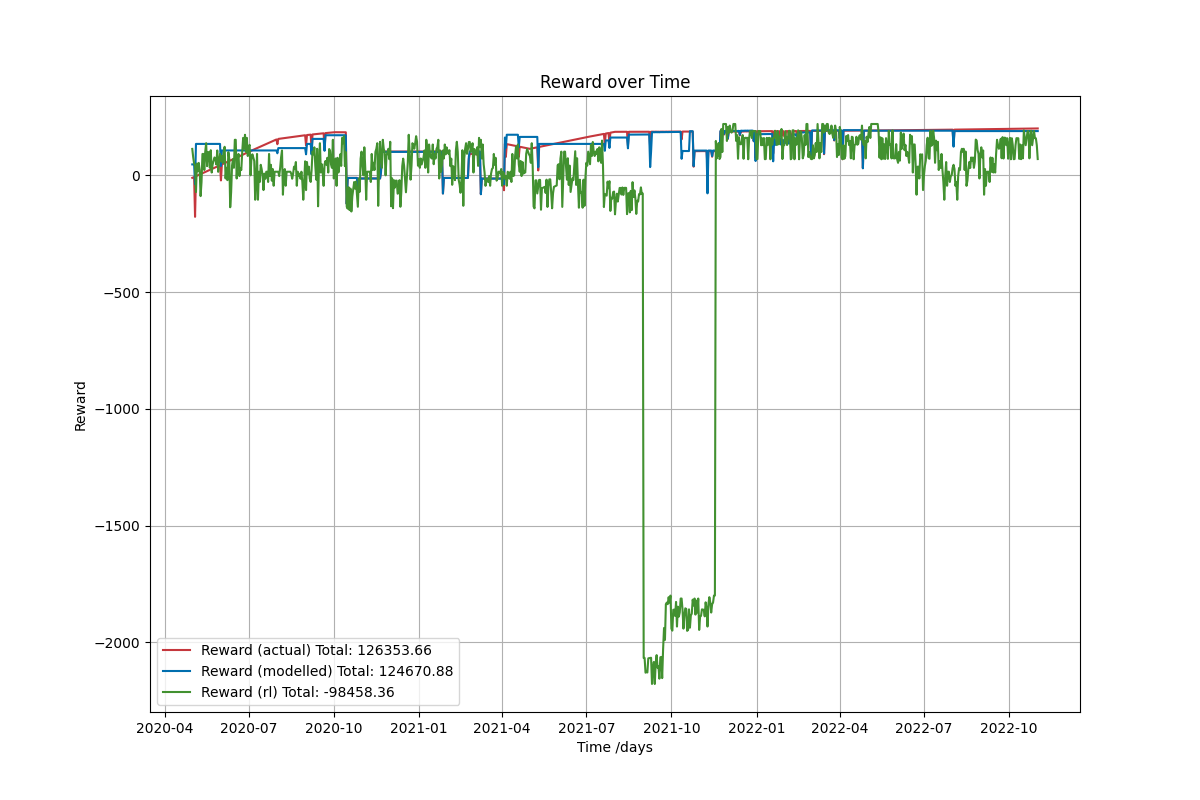 Reward over Time
Reward
0
−500
−1000
−1500
−2000
Reward (actual) Total: 126353.66
Reward (modelled) Total: 124670.88
Reward (rl) Total: -98458.36
2020-04 2020-07 2020-10 2021-01 2021-04 2021-07 2021-10 2022-01 2022-04 2022-07 2022-10
Time /days